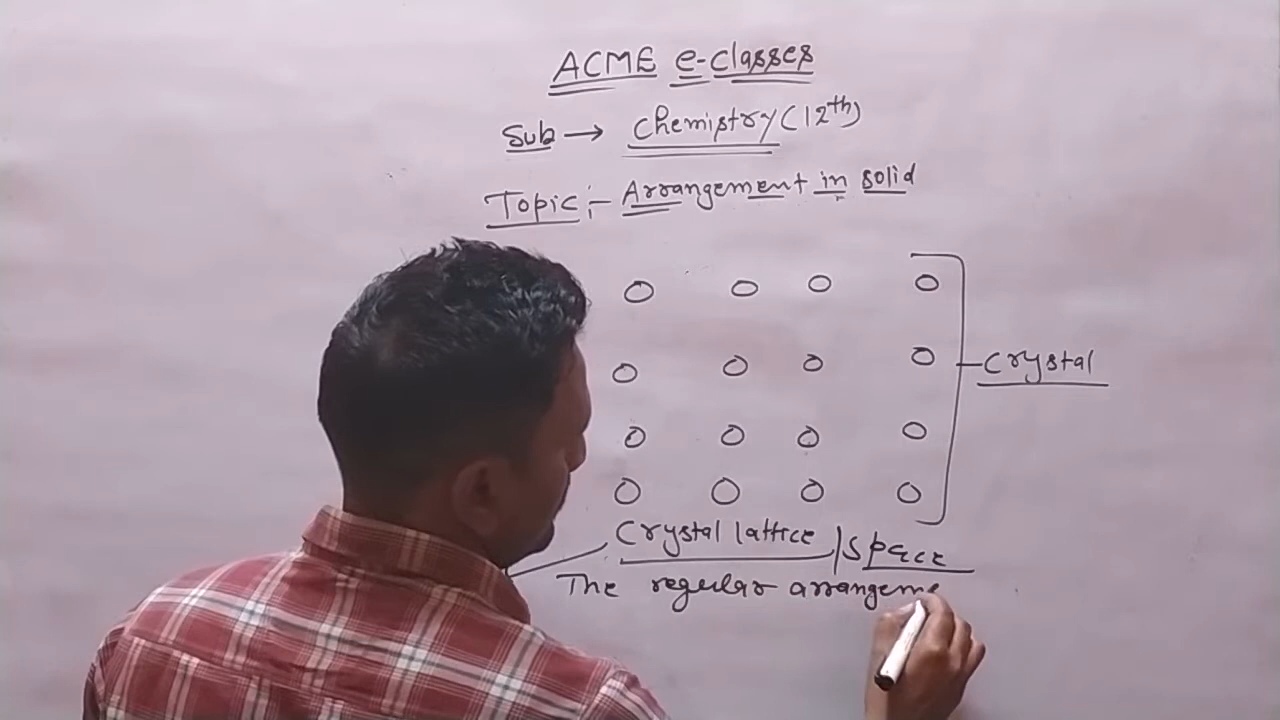 ACME e-classes
Sub → Chemistry (12th)
Topic :- Arrangement in solid
Crystal
Crystal lattice / Space
The regular arrangeme